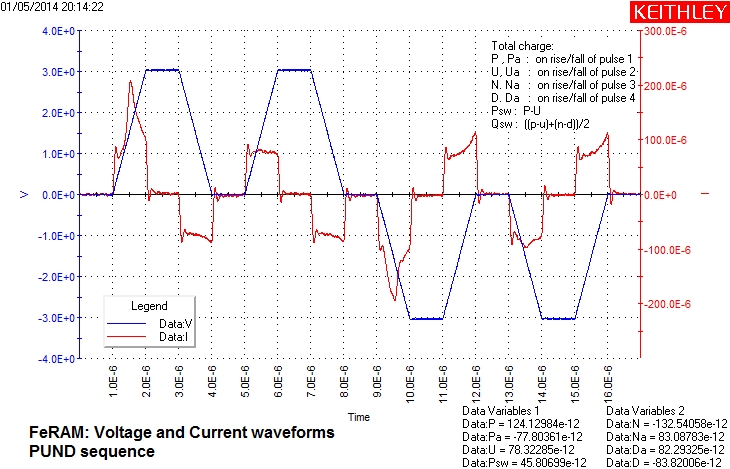 01/05/2014 20:14:22
KEITHLEY
4.0E+0
3.0E+0
2.0E+0
1.0E+0
0.0E+0
-1.0E+0
-2.0E+0
-3.0E+0
-4.0E+0
V
300.0E-6
200.0E-6
100.0E-6
0.0E+0
-100.0E-6
-200.0E-6
I
Total charge:
P , Pa : on rise/fall of pulse 1
U, Ua : on rise/fall of pulse 2
N. Na : on rise/fall of pulse 3
D. Da : on rise/fall of pulse 4
Psw : P-U
Qsw : ((p-u)+(n-d))/2
Legend
Data:V
Data:I
1.0E-6
2.0E-6
3.0E-6
4.0E-6
5.0E-6
6.0E-6
7.0E-6
8.0E-6
9.0E-6
10.0E-6
11.0E-6
12.0E-6
13.0E-6
14.0E-6
15.0E-6
16.0E-6
Time
FeRAM: Voltage and Current waveforms
PUND sequence
Data Variables 1
Data:P = 124.12984e-12
Data:Pa = -77.80361e-12
Data:U = 78.32285e-12
Data:Psw = 45.80699e-12
Data Variables 2
Data:N = -132.54058e-12
Data:Na = 83.08783e-12
Data:Da = 82.29325e-12
Data:D = -83.82006e-12